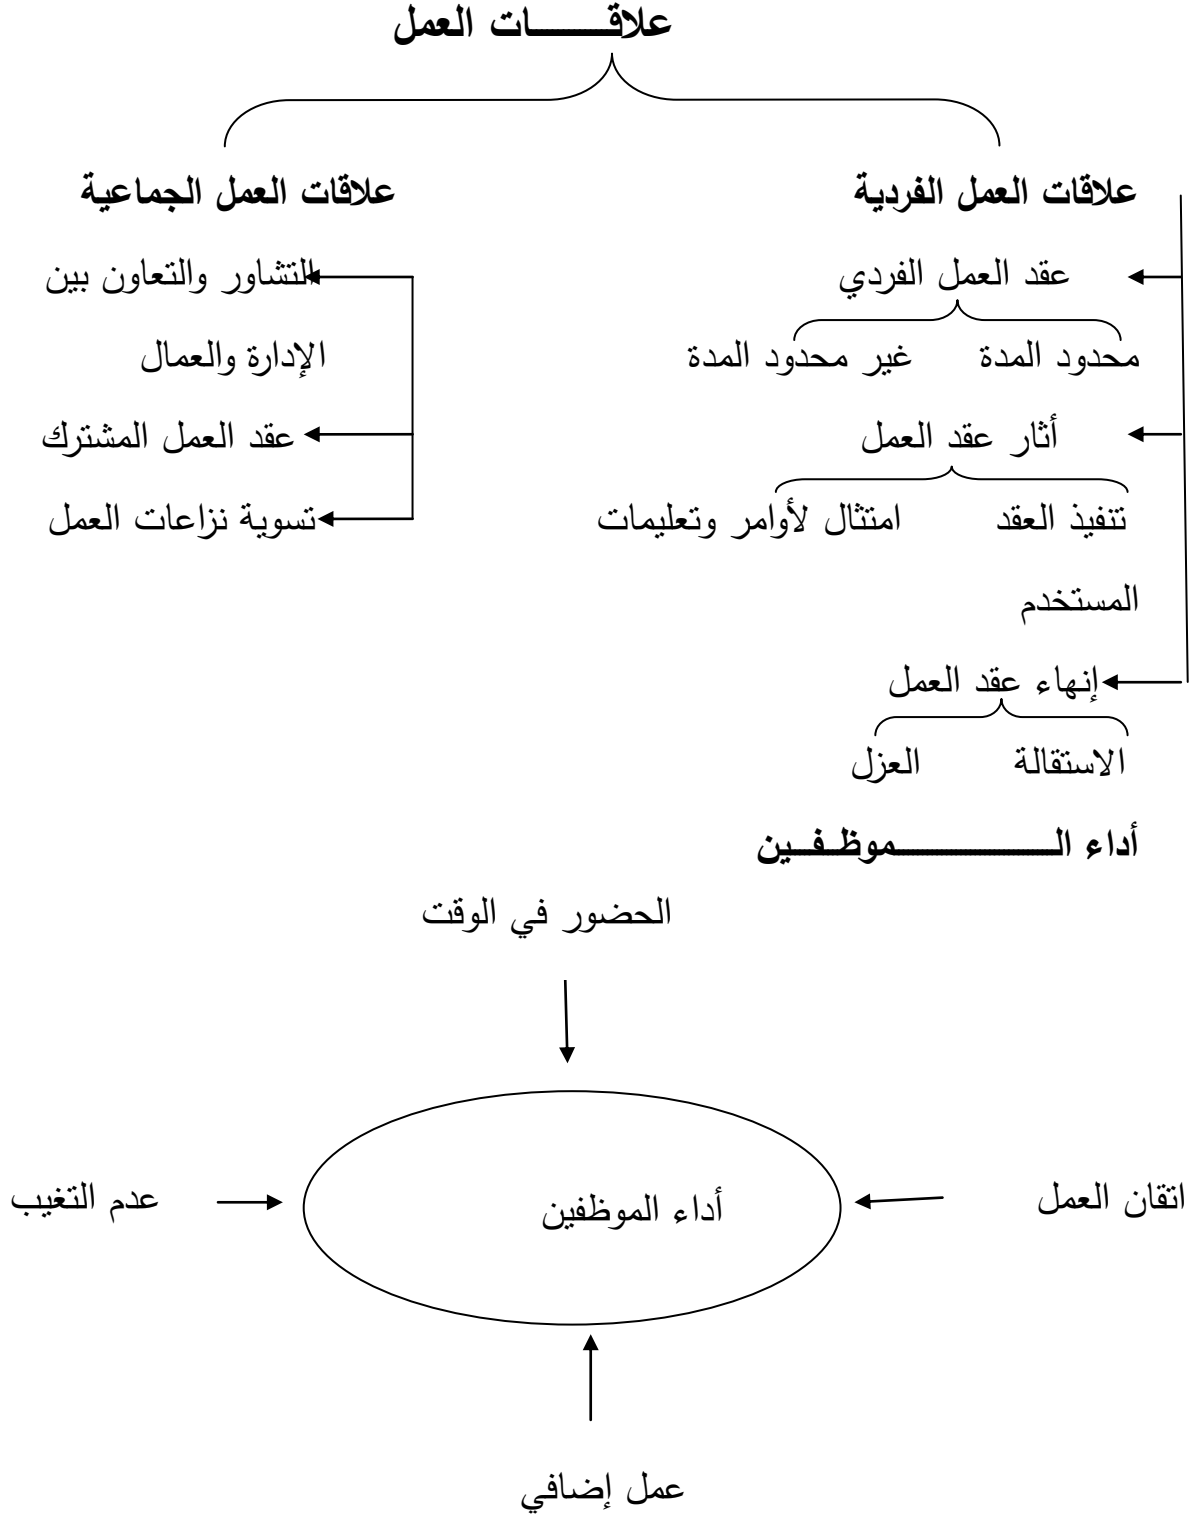 علاقـــــــات العمل
علاقات العمل الفردية
علاقات العمل الجماعية
عقد العمل الفردي
التشاور والتعاون بين
محدود المدة
غير محدود المدة
الإدارة والعمال
أثار عقد العمل
عقد العمل المشترك
تنفيذ العقد
امتثال لأوامر وتعليمات
تسوية نزاعات العمل
المستخدم
إنهاء عقد العمل
الاستقالة
العزل
أداء الـــــــــــــــــموظـفــين
الحضور في الوقت
اتقان العمل
أداء الموظفين
عدم التغيب
عمل إضافي